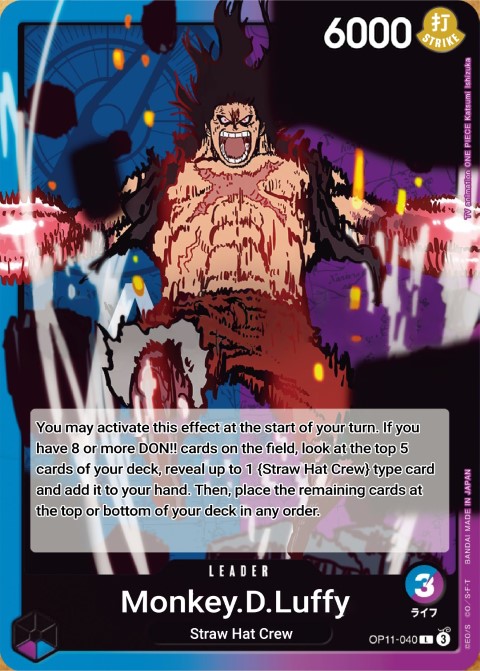 6000
打
STRIKE
TV animation ONE PIECE Katsumi Ishizuka
You may activate this effect at the start of your turn. If you
have 8 or more DON!! cards on the field, look at the top 5
cards of your deck, reveal up to 1 {Straw Hat Crew} type card
and add it to your hand. Then, place the remaining cards at
the top or bottom of your deck in any order.
BANDAI MADE IN JAPAN
©EO/S ©O/S･F･T
LEADER
3
ライフ
Monkey.D.Luffy
Straw Hat Crew
OP11-040 L 3